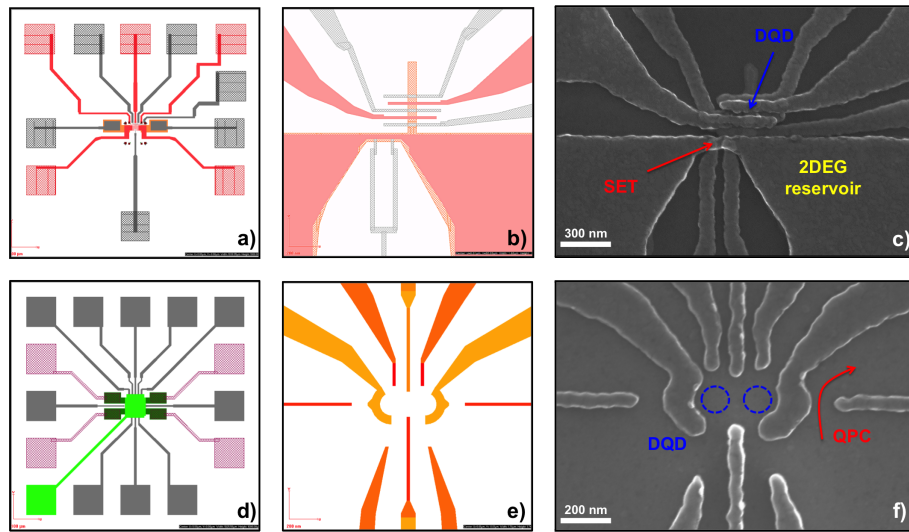 a)
b)
DQD
SET
2DEG
reservoir
300 nm
c)
d)
e)
DQD
QPC
200 nm
f)